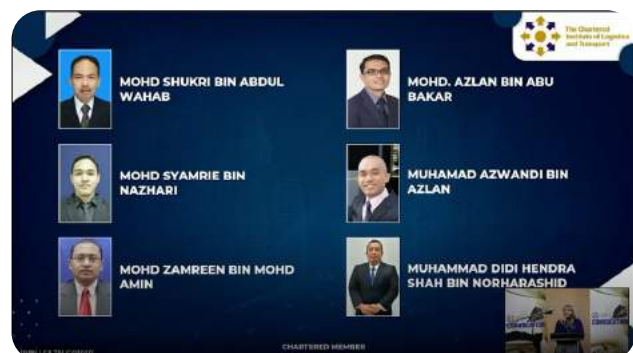 The Chartered
Institute of Logistics
and Transport
MOHD SHUKRI BIN ABDUL
WAHAB
MOHD. AZLAN BIN ABU
BAKAR
MOHD SYAMRIE BIN
NAZHARI
MUHAMAD AZWANDI BIN
AZLAN
MOHD ZAMREEN BIN MOHD
AMIN
MUHAMMAD DIDI HENDRA
SHAH BIN NORHARASHID
CHARTERED MEMBER
CONVOCATION